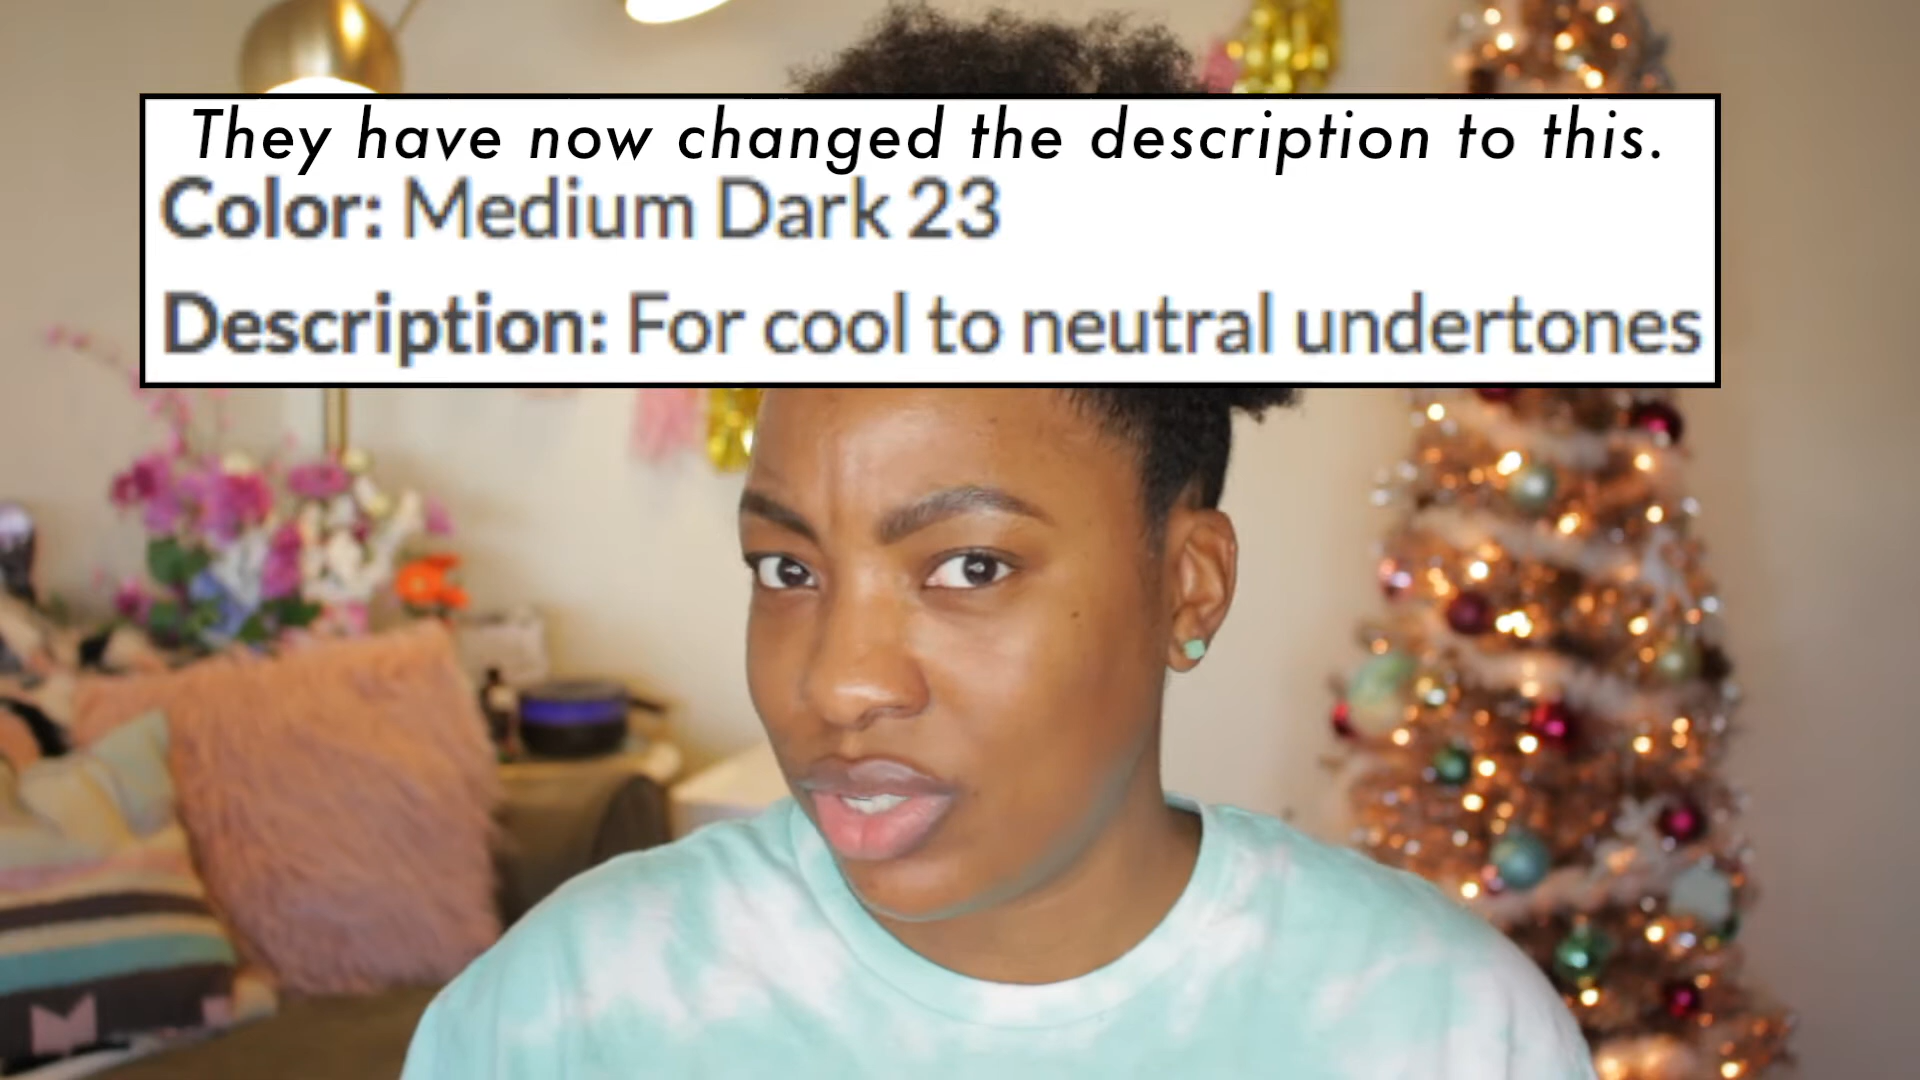 They have now changed the description to this.
Color: Medium Dark 23
Description: For cool to neutral undertones